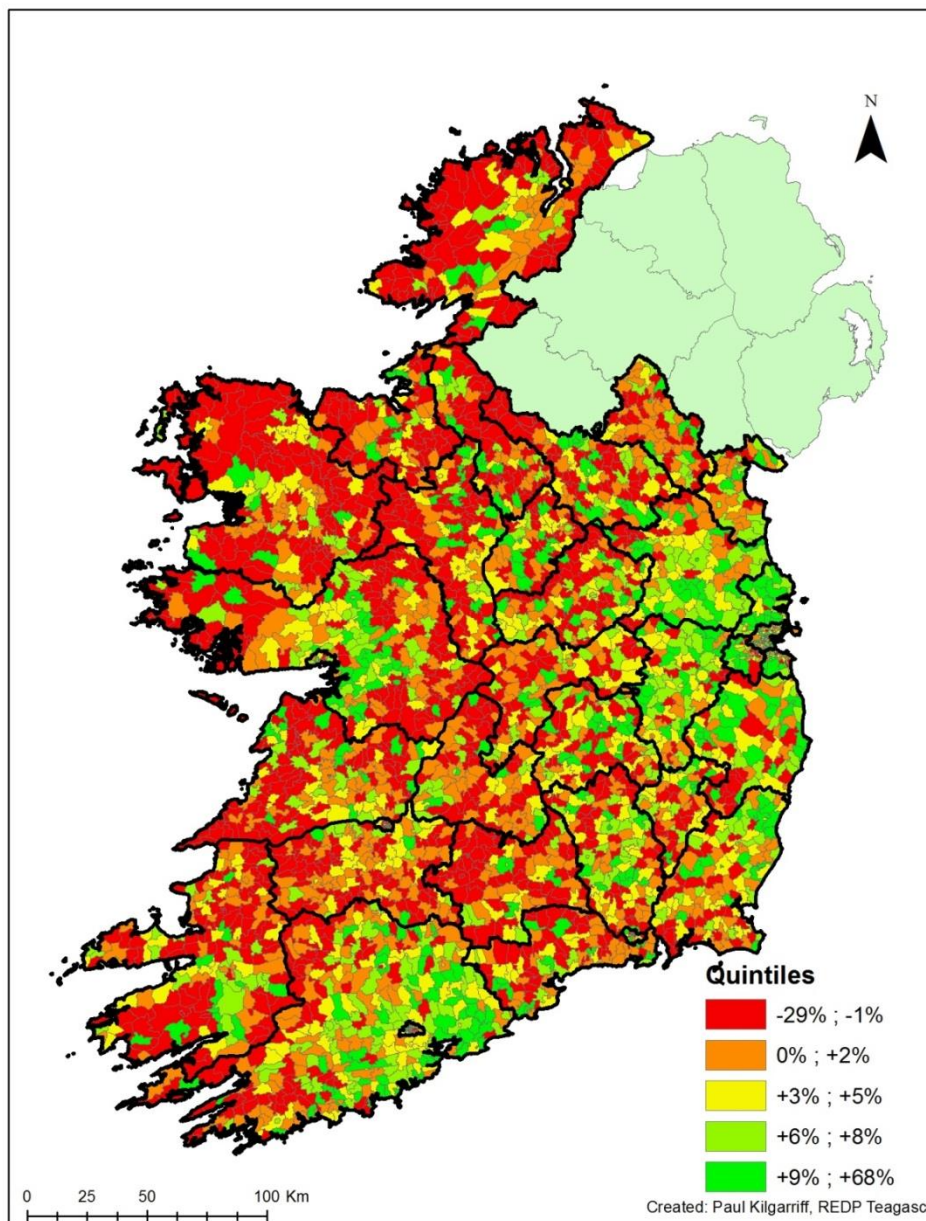 N
Quintiles
-29% ; -1%
0% ; +2%
+3% ; +5%
+6% ; +8%
+9% ; +68%
0 25 50 100 Km
Created: Paul Kilgarriff, REDP Teagasc